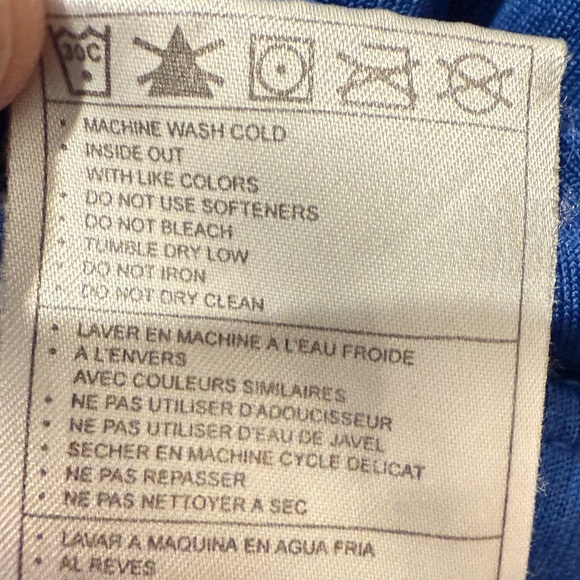 30C
• MACHINE WASH COLD
• INSIDE OUT
WITH LIKE COLORS
• DO NOT USE SOFTENERS
• DO NOT BLEACH
• TUMBLE DRY LOW
• DO NOT IRON
• DO NOT DRY CLEAN
• LAVER EN MACHINE A L'EAU FROIDE
• À L'ENVERS
AVEC COULEURS SIMILAIRES
• NE PAS UTILISER D'ADOUCISSEUR
• NE PAS UTILISER D'EAU DE JAVEL
• SECHER EN MACHINE CYCLE DELICAT
• NE PAS REPASSER
• NE PAS NETTOYER A SEC
• LAVAR A MAQUINA EN AGUA FRIA
• AL REVES